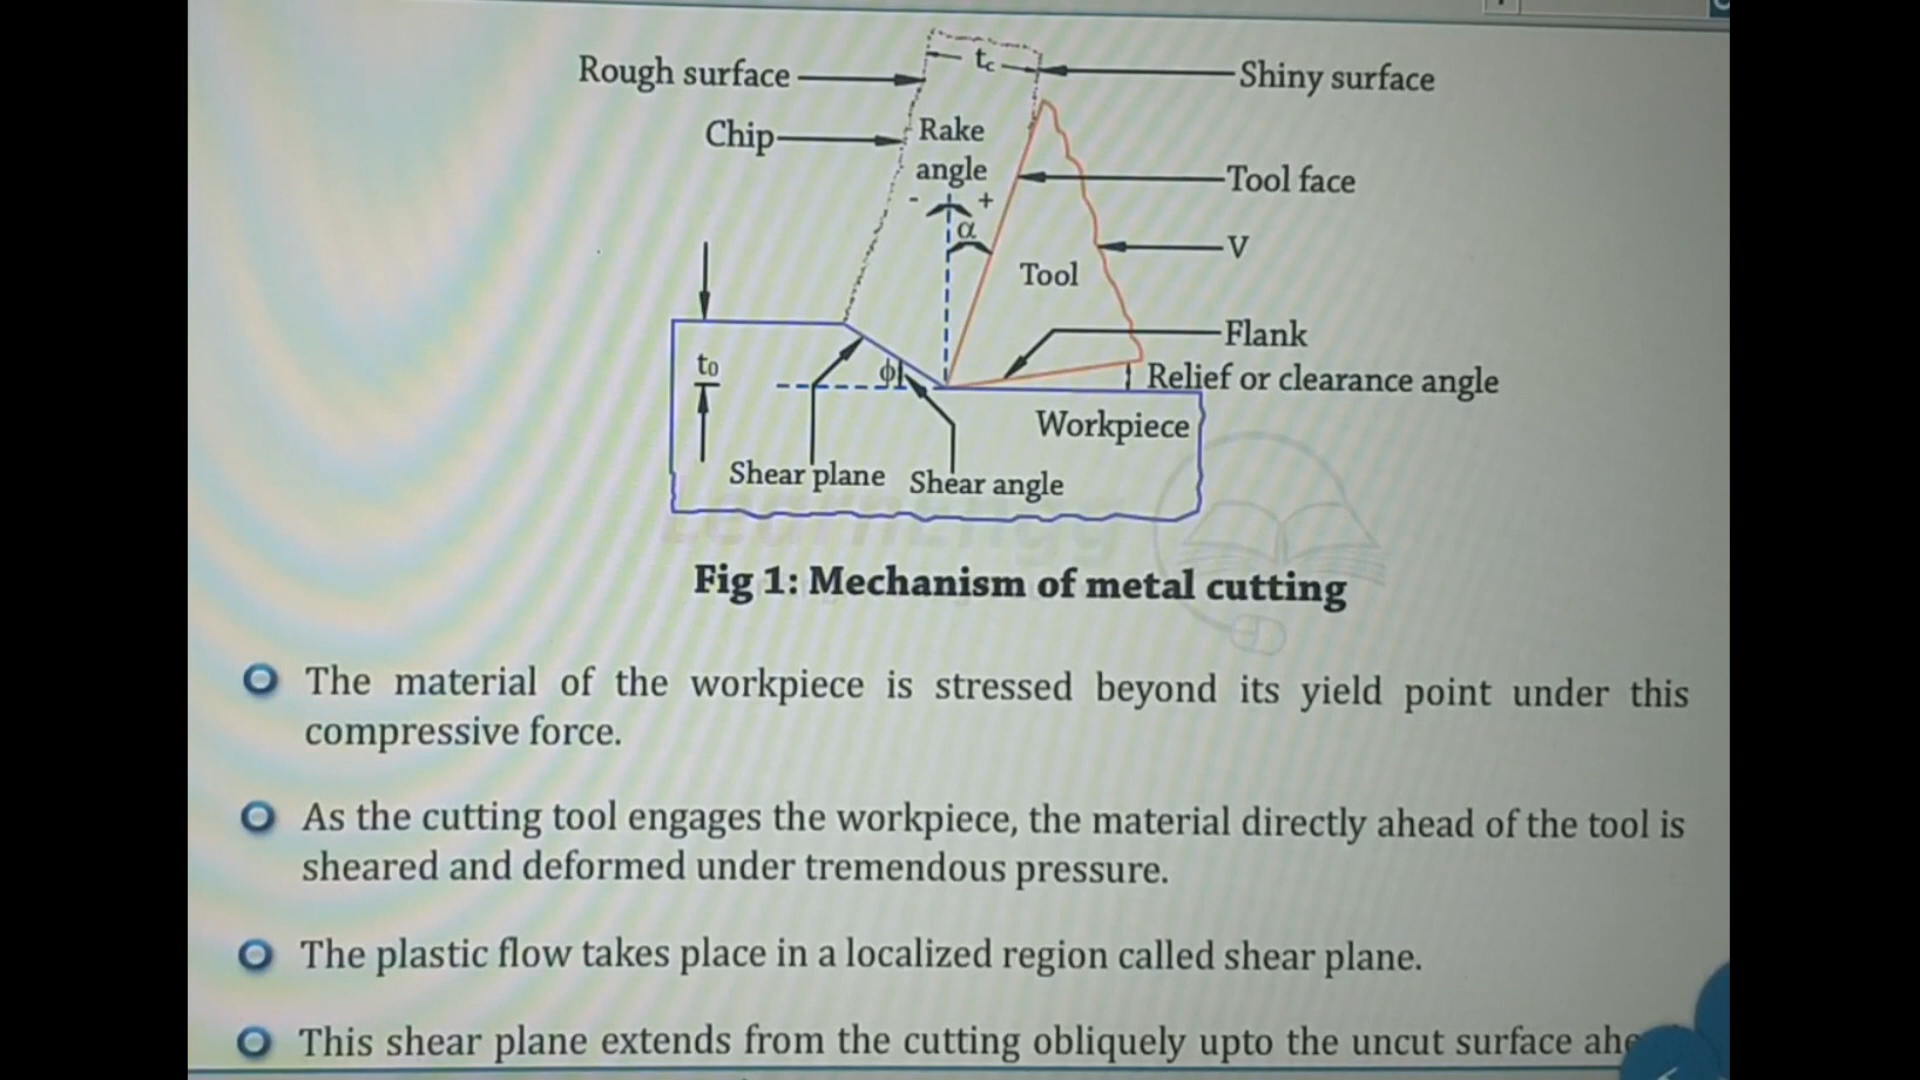 tc
Rough surface
Shiny surface
Chip
Rake
angle
- +
α
Tool face
V
Tool
Flank
to
ϕ
Relief or clearance angle
Workpiece
Shear plane
Shear angle
LearnEngg
Fig 1: Mechanism of metal cutting
The material of the workpiece is stressed beyond its yield point under this
compressive force.
As the cutting tool engages the workpiece, the material directly ahead of the tool is
sheared and deformed under tremendous pressure.
The plastic flow takes place in a localized region called shear plane.
This shear plane extends from the cutting obliquely upto the uncut surface